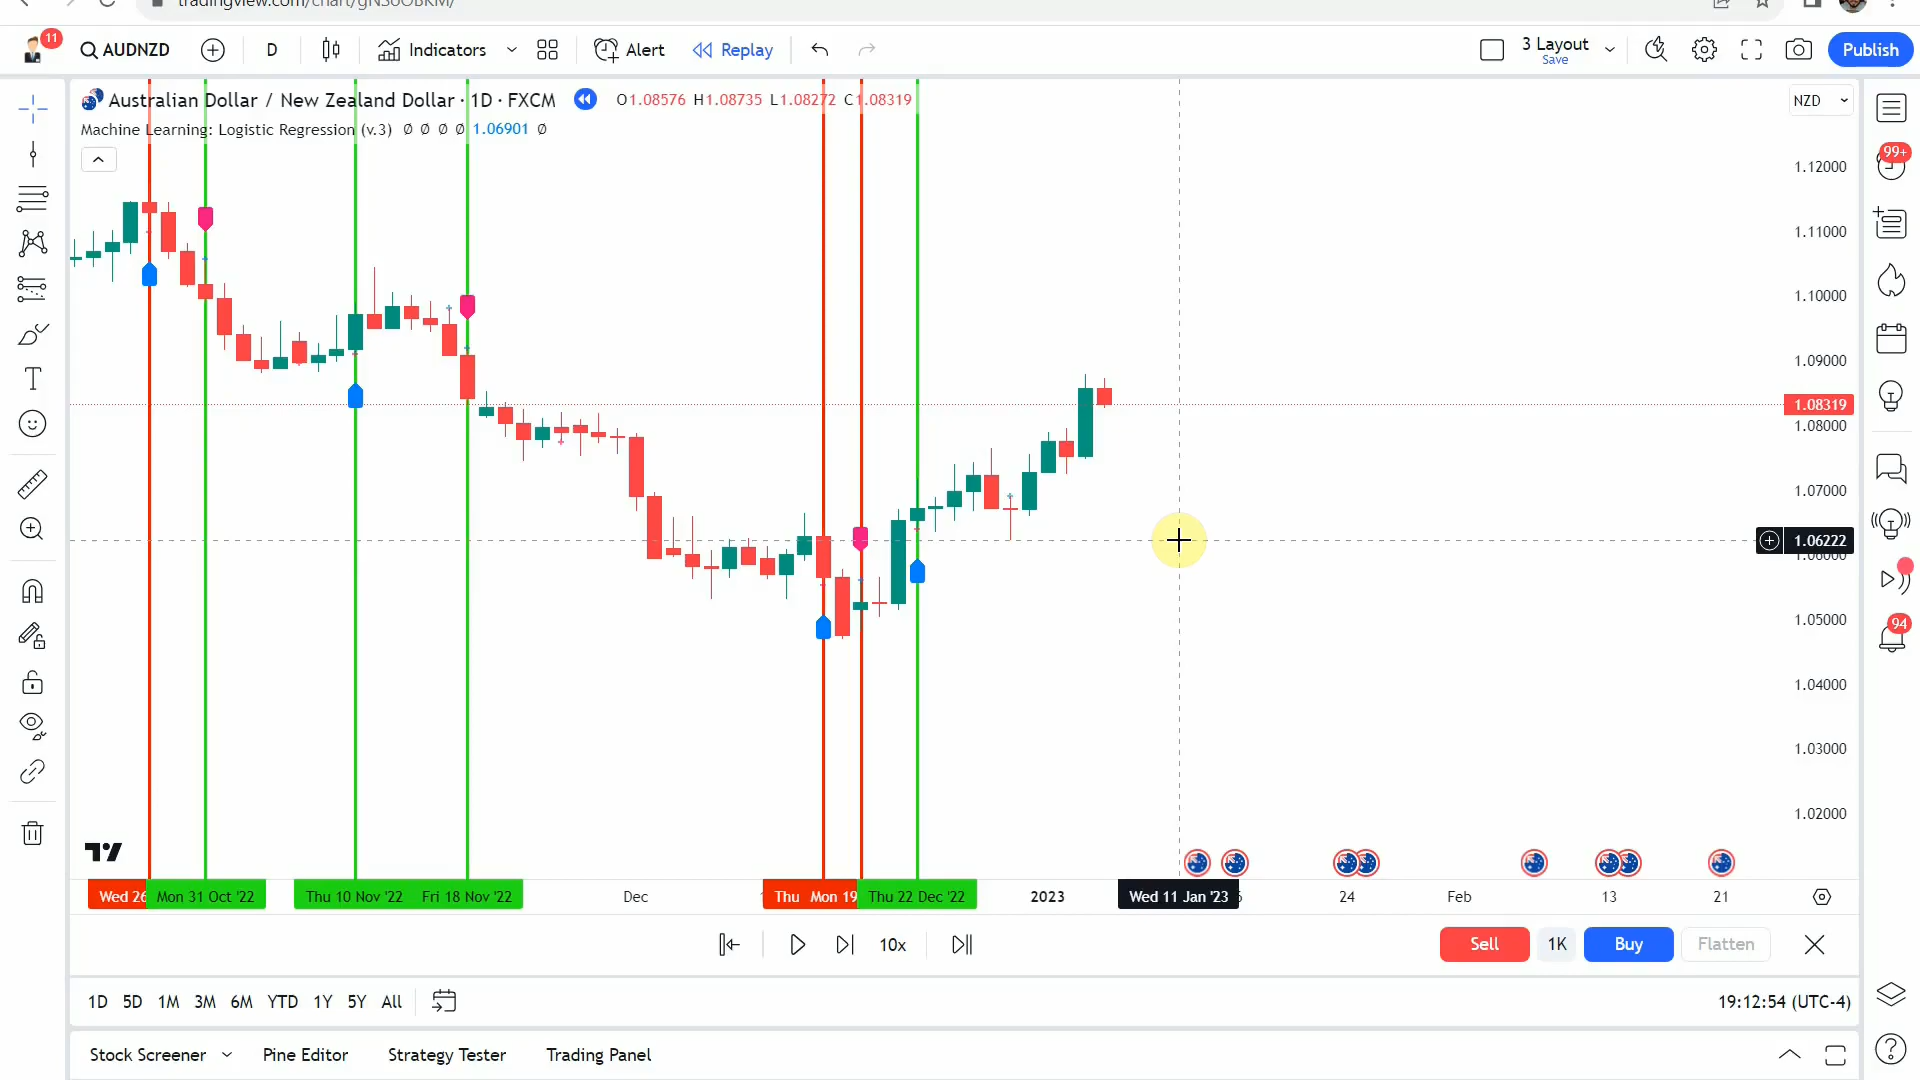 tradingview.com/chart/gNS6OBKM/
11
AUDNZD
D
Indicators
Alert
Replay
3 Layout
Save
Publish
Australian Dollar / New Zealand Dollar · 1D · FXCM
O1.08576 H1.08735 L1.08272 C1.08319
NZD
Machine Learning: Logistic Regression (v.3) Ø Ø Ø Ø 1.06901 Ø
99+
1.12000
1.11000
1.10000
1.09000
1.08319
1.08000
1.07000
1.06222
1.06000
1.05000
94
1.04000
1.03000
1.02000
Wed 26
Mon 31 Oct '22
Thu 10 Nov '22
Fri 18 Nov '22
Dec
Thu
Mon 19
Thu 22 Dec '22
2023
Wed 11 Jan '23
24
Feb
13
21
10x
Sell
1K
Buy
Flatten
1D 5D 1M 3M 6M YTD 1Y 5Y All
19:12:54 (UTC-4)
Stock Screener
Pine Editor
Strategy Tester
Trading Panel